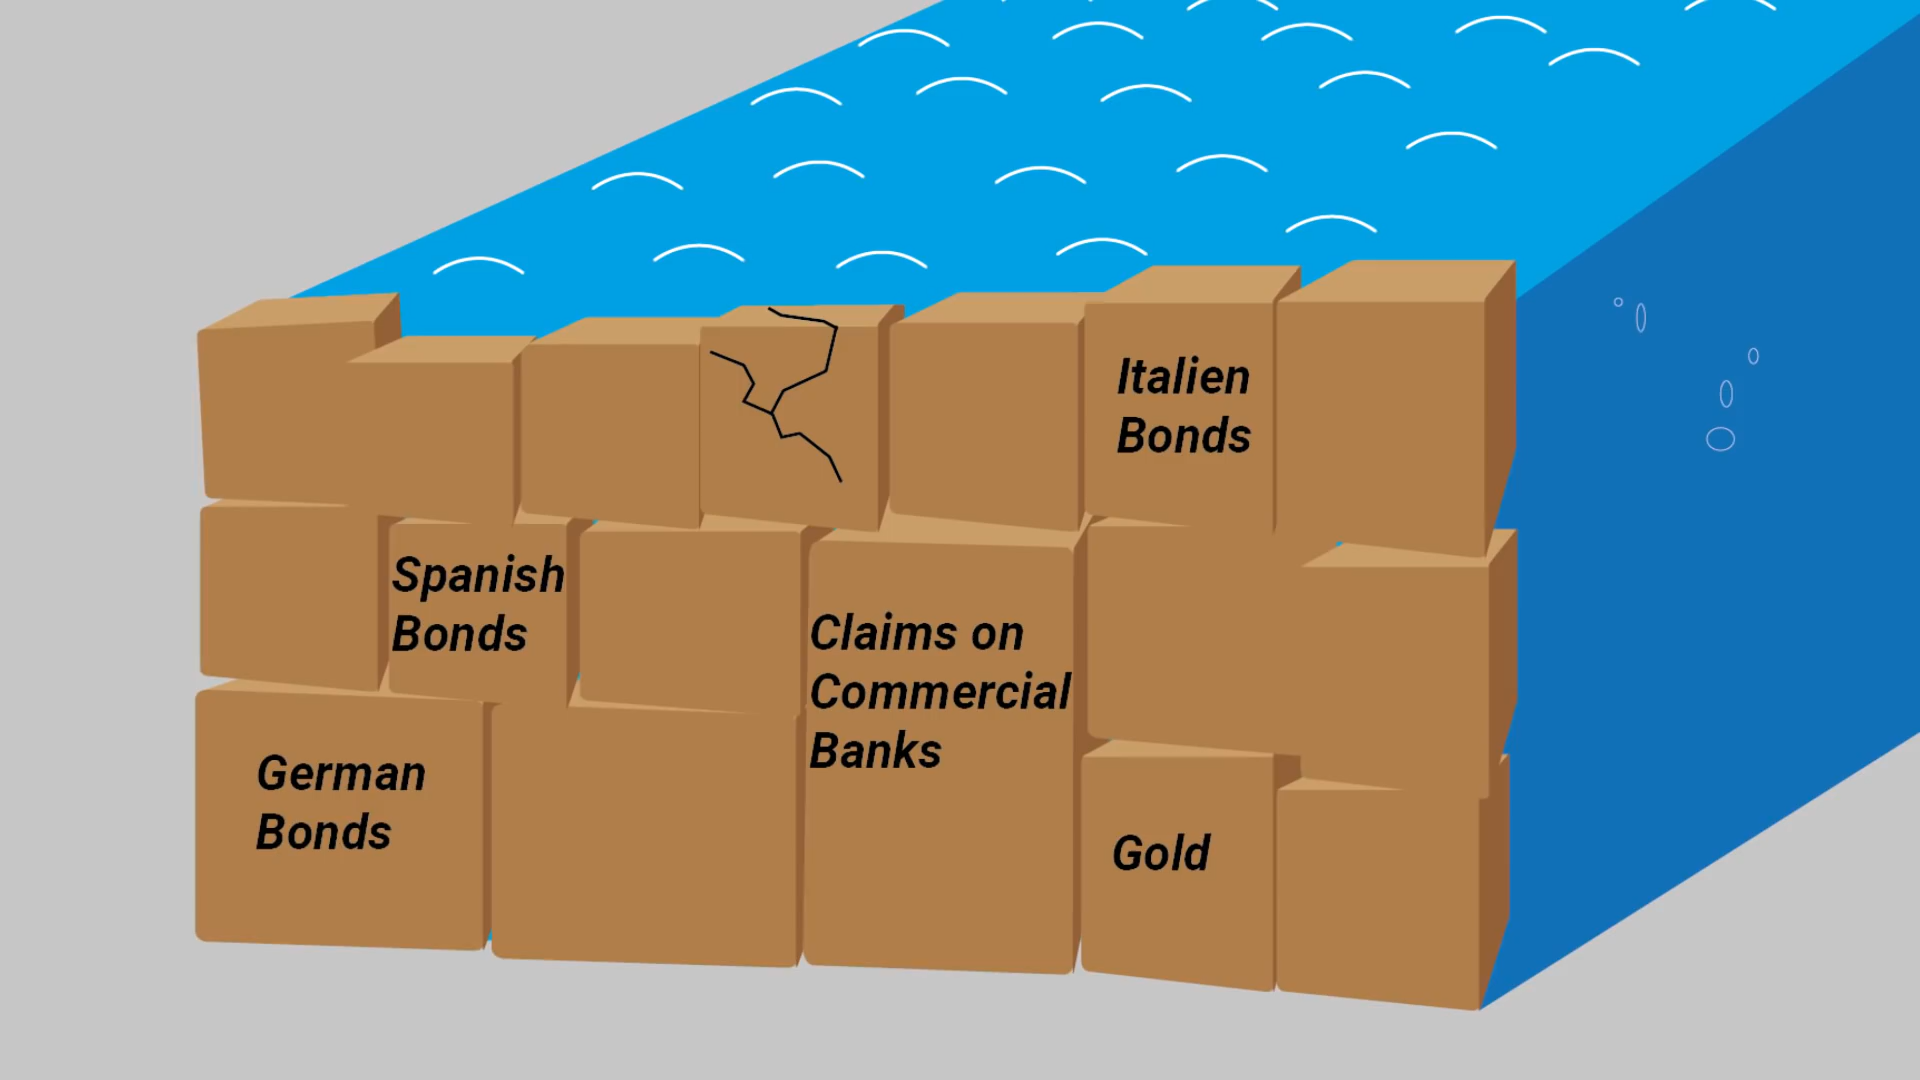 Italien
Bonds
Spanish
Bonds
Claims on
Commercial
Banks
German
Bonds
Gold